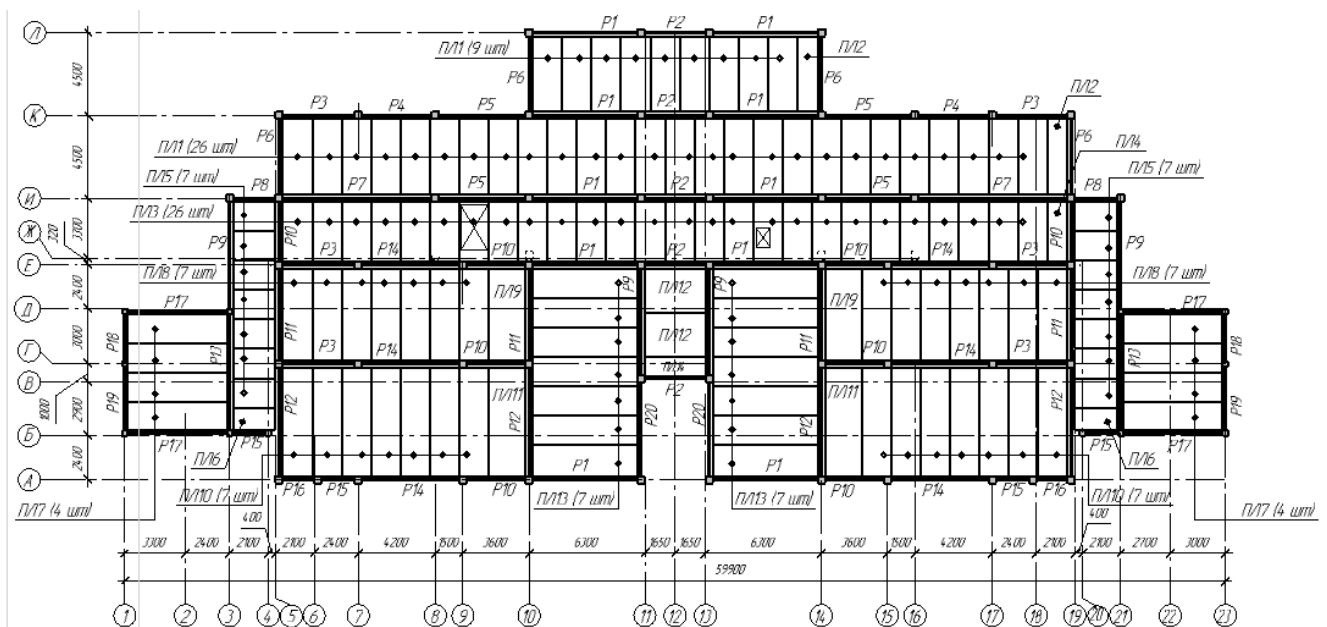 Л Р1 Р2 Р1
ПЛ1 (9 шт) ПЛ2
4500 Р6 Р6
Р3 Р4 Р5 Р1 Р2 Р1 Р5 Р4 Р3 ПЛ2
К
Р6 Р6 ПЛ4
4500 ПЛ1 (26 шт)
ПЛ5 (7 шт) ПЛ5 (7 шт)
Р8 Р7 Р5 Р1 Р2 Р1 Р5 Р7 Р8
И
ПЛ3 (26 шт)
320 3300 Р9 Р10 Р10 Р9
Ж Р3 Р14 Р10 Р1 Р2 Р1 Р10 Р14 Р3
Е
ПЛ8 (7 шт) ПЛ9 Р9 ПЛ12 Р9 ПЛ9 ПЛ8 (7 шт)
2400
Д Р17 Р17
3000 Р18 Р13 Р11 Р11 ПЛ12 Р11 Р11 Р13 Р18
Р3 Р14 Р10 Р10 Р14 Р3
Г
В ПЛ11 Р2 ПЛ11
1000 2900 Р19 Р12 Р12 Р20 Р20 Р12 Р12 Р19
Б Р17 Р15 Р15 Р17
ПЛ6 ПЛ6
2400 Р1 Р1
А Р16 Р15 Р14 Р10 Р10 Р14 Р15 Р16
ПЛ10 (7 шт) ПЛ13 (7 шт) ПЛ13 (7 шт) ПЛ10 (7 шт)
ПЛ7 (4 шт) ПЛ7 (4 шт)
400 400
3300 2400 2100 2100 2400 4200 1500 3600 6300 1650 1650 6300 3600 1500 4200 2400 2100 2100 2700 3000
59900
1 2 3 4 5 6 7 8 9 10 11 12 13 14 15 16 17 18 19 20 21 22 23